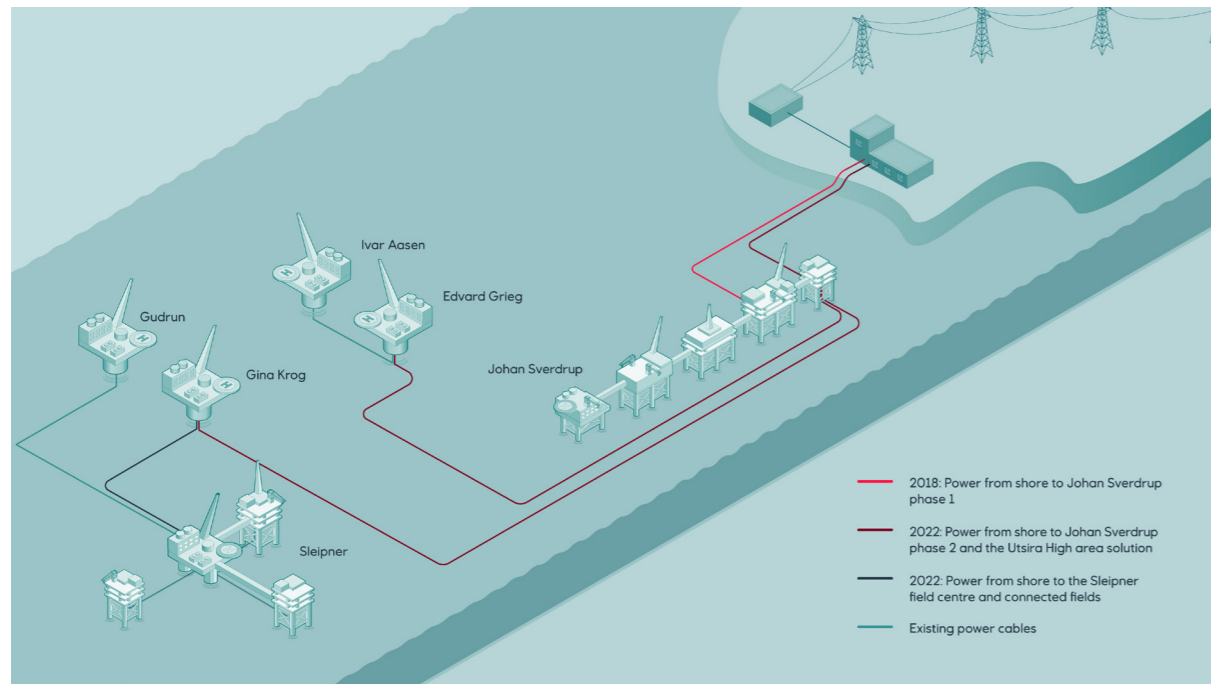 Ivar Aasen
Edvard Grieg
Gudrun
Gina Krog
Johan Sverdrup
Sleipner
2018: Power from shore to Johan Sverdrup
phase 1
2022: Power from shore to Johan Sverdrup
phase 2 and the Utsira High area solution
2022: Power from shore to the Sleipner
field centre and connected fields
Existing power cables
H
H
H
H